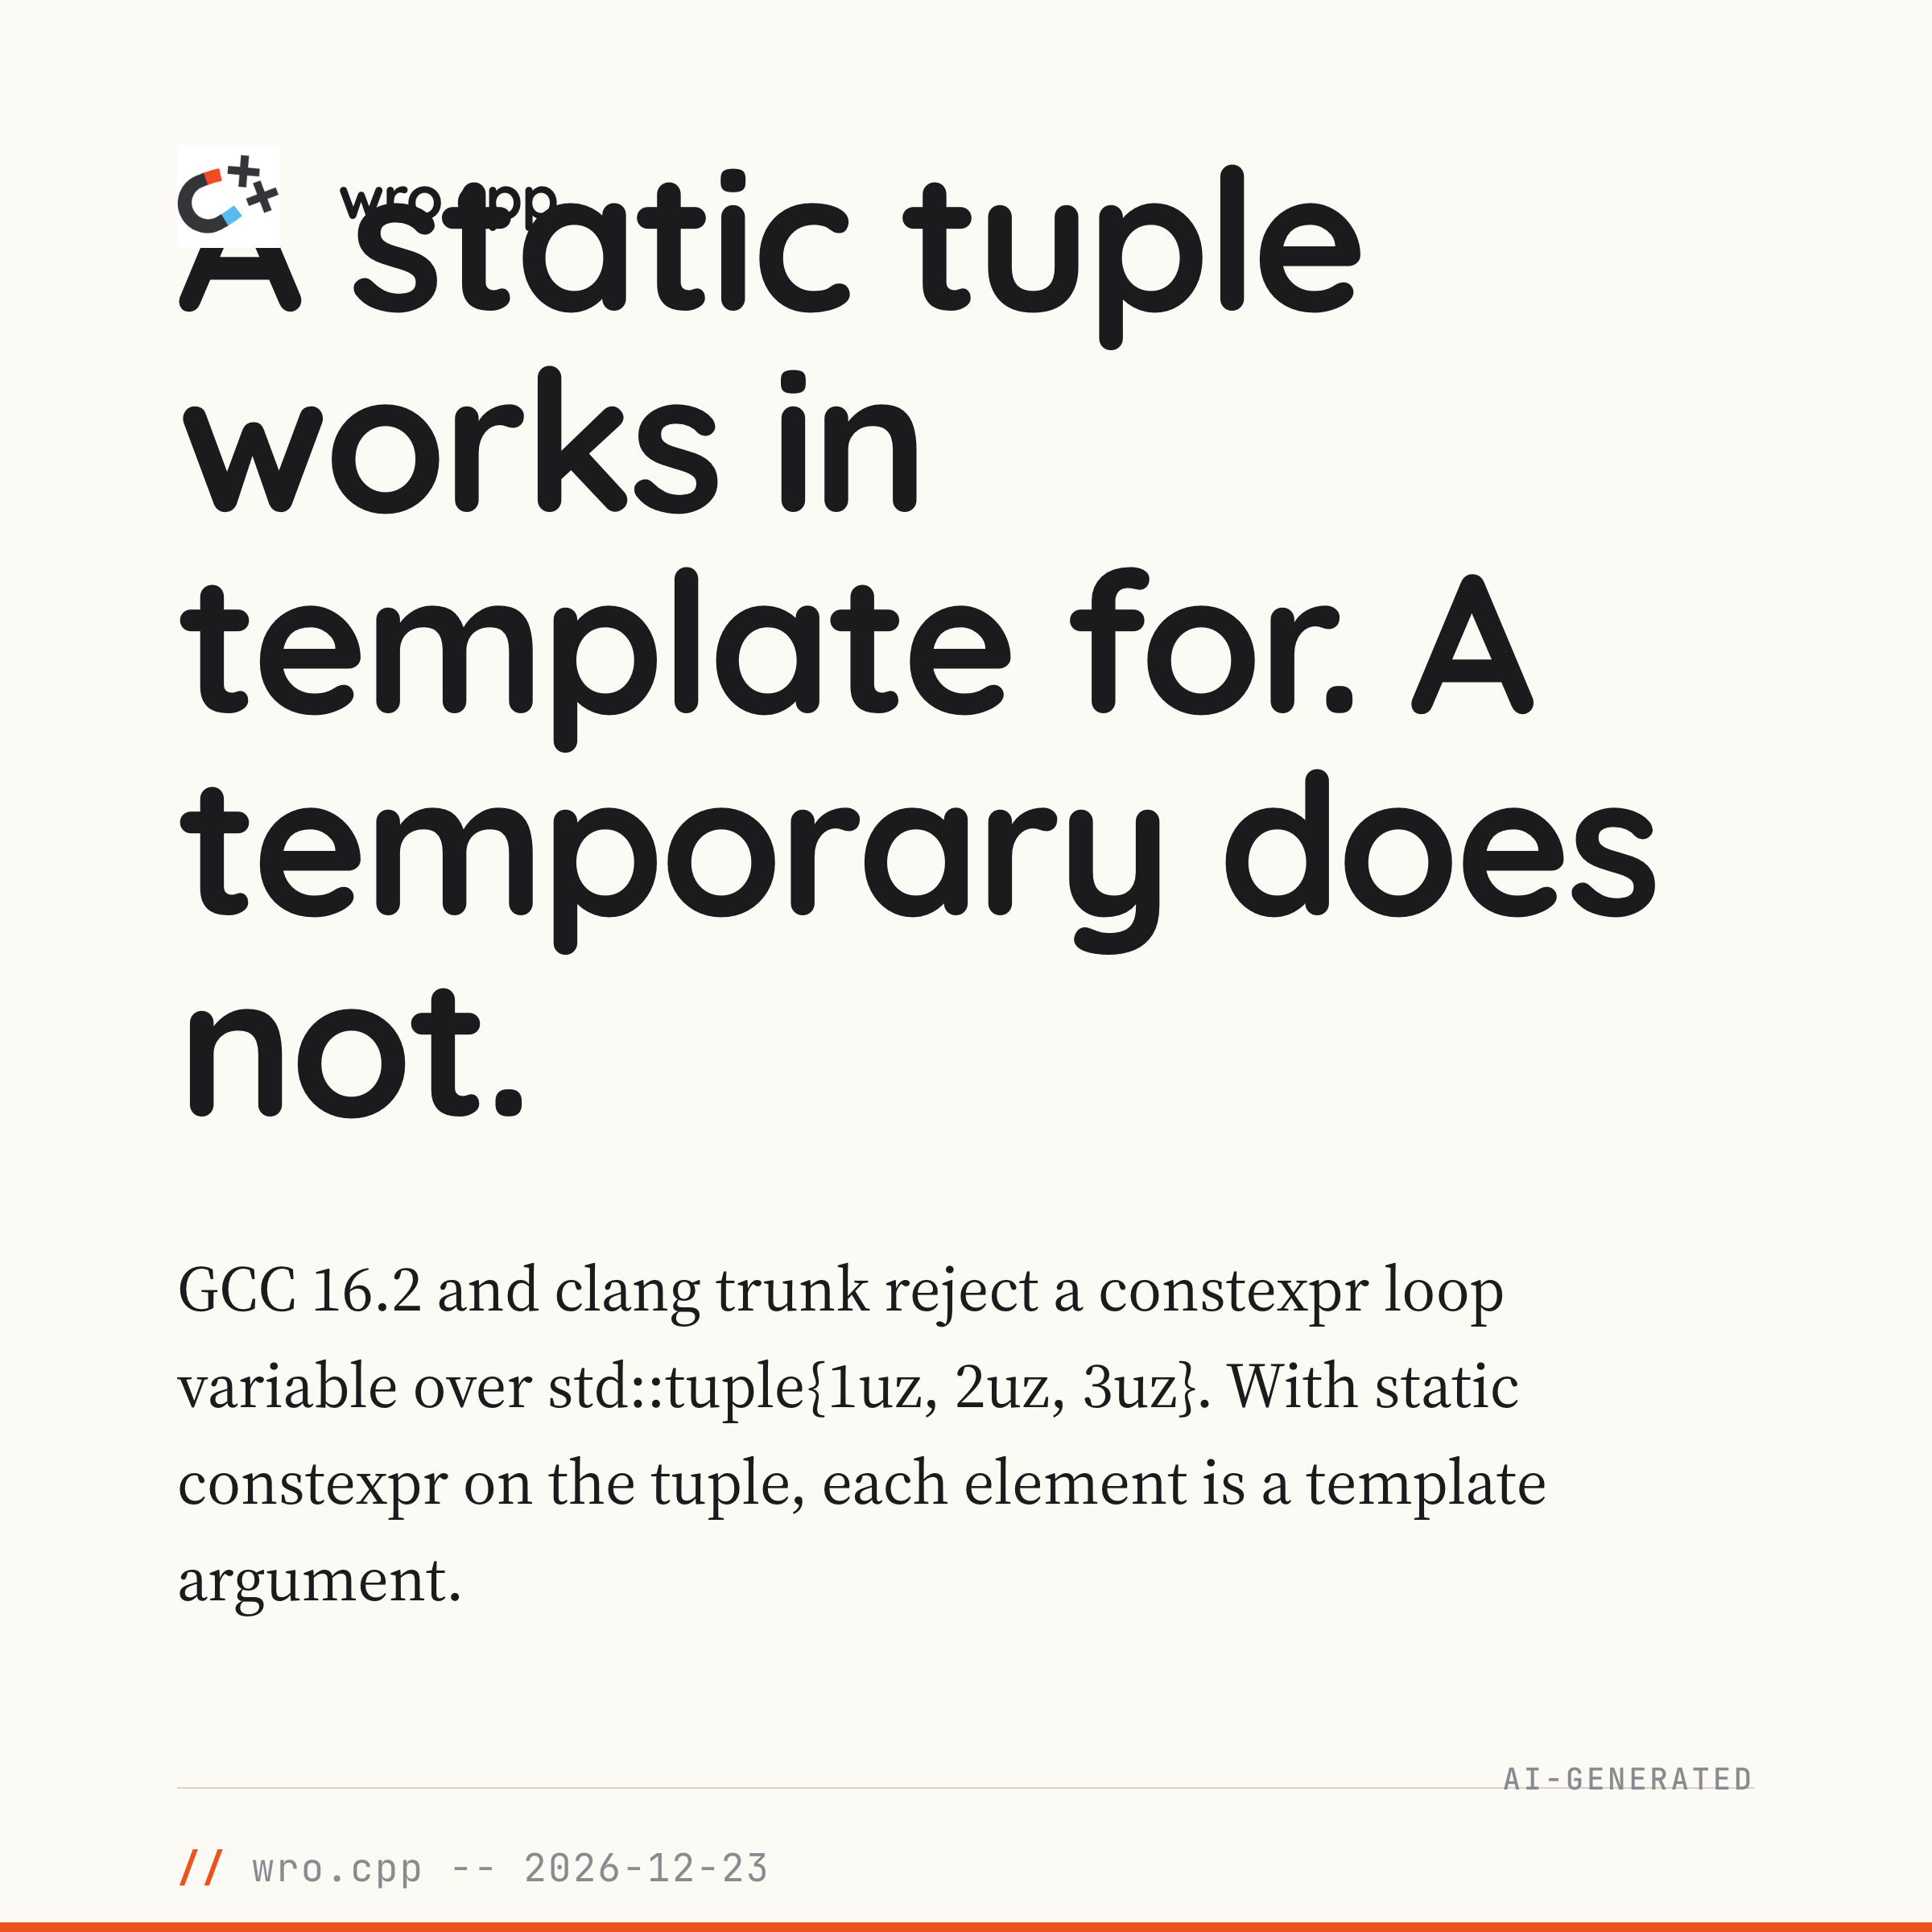 A static tuple
works in
template for. A
temporary does
not.
GCC 16.2 and clang trunk reject a constexpr loop
variable over std::tuple{1uz, 2uz, 3uz}. With static
constexpr on the tuple, each element is a template
argument.
AI-GENERATED
// wro.cpp -- 2026-12-23